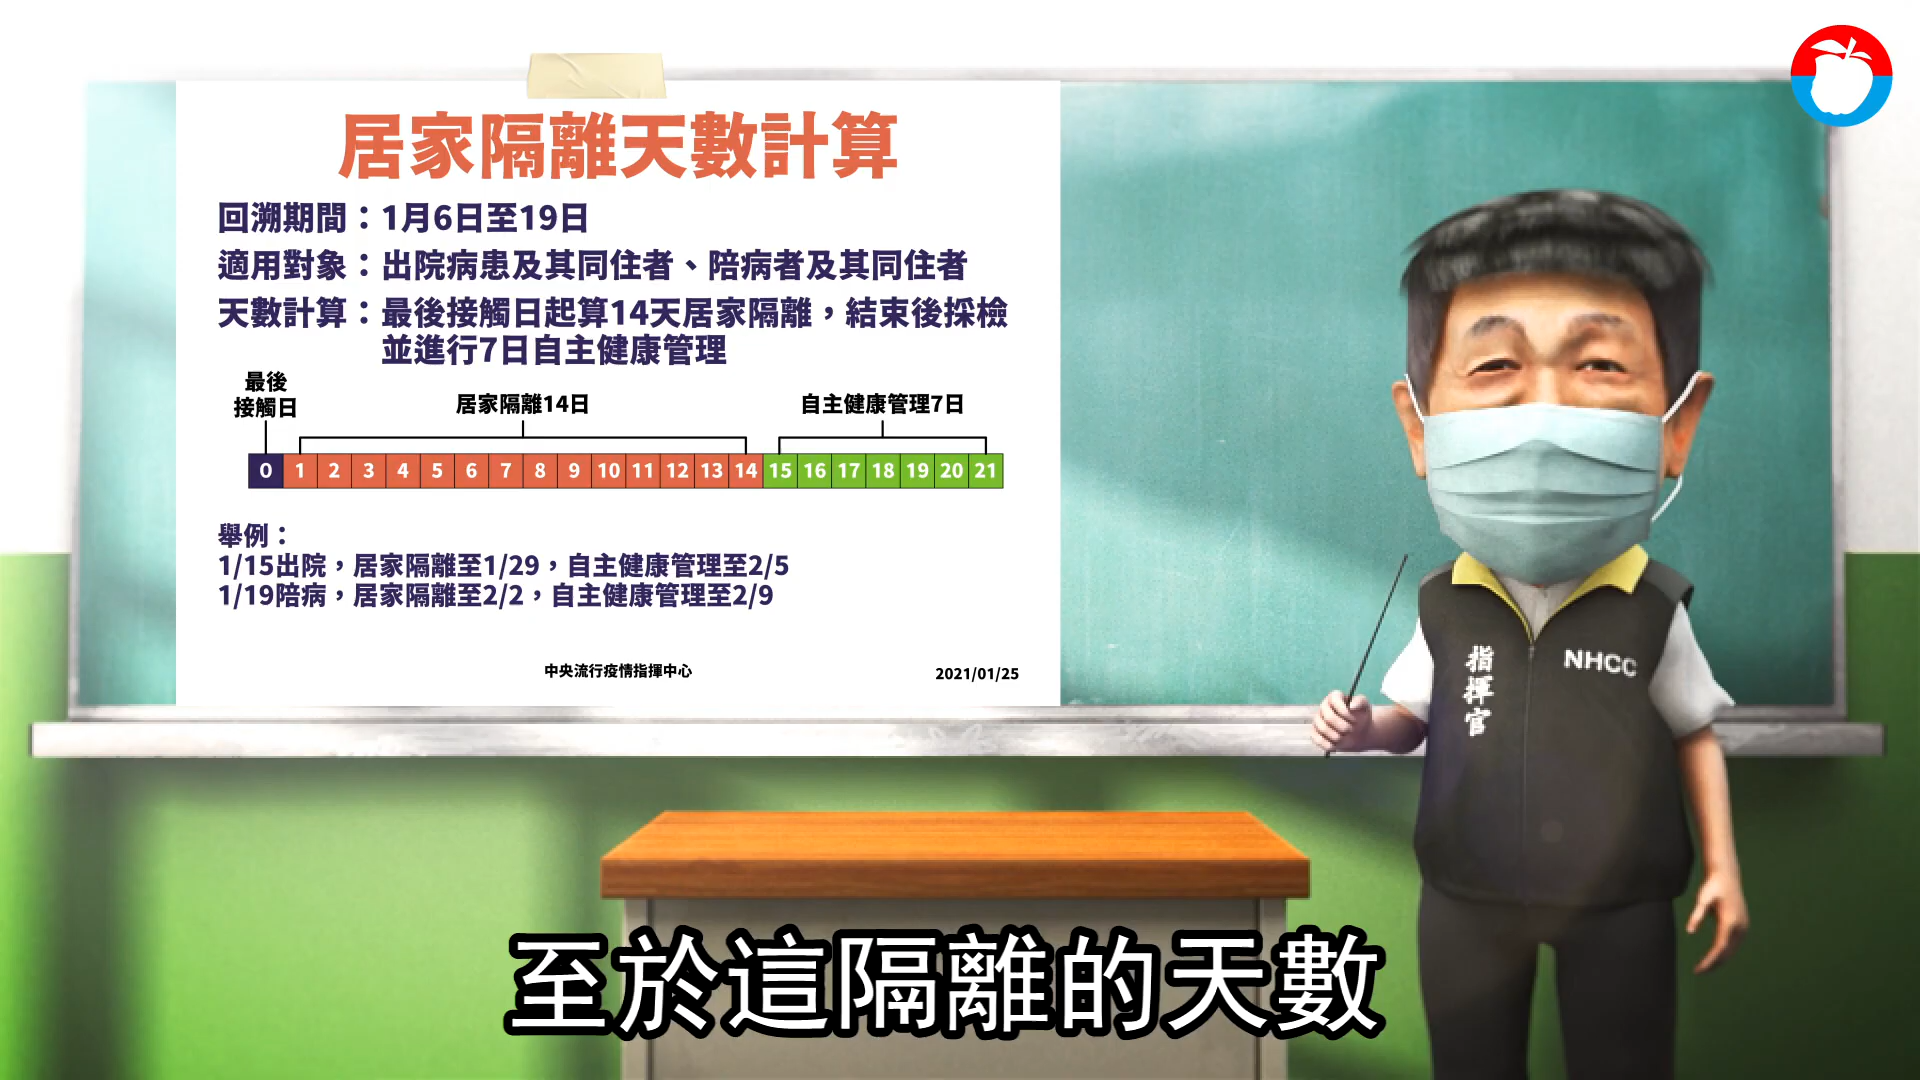 居家隔離天數計算
回溯期間：1月6日至19日
適用對象：出院病患及其同住者、陪病者及其同住者
天數計算：最後接觸日起算14天居家隔離，結束後採檢
並進行7日自主健康管理
最後
接觸日
居家隔離14日
自主健康管理7日
0 1 2 3 4 5 6 7 8 9 10 11 12 13 14 15 16 17 18 19 20 21
舉例：
1/15出院，居家隔離至1/29，自主健康管理至2/5
1/19陪病，居家隔離至2/2，自主健康管理至2/9
中央流行疫情指揮中心
2021/01/25
指揮官
NHCC
至於這隔離的天數